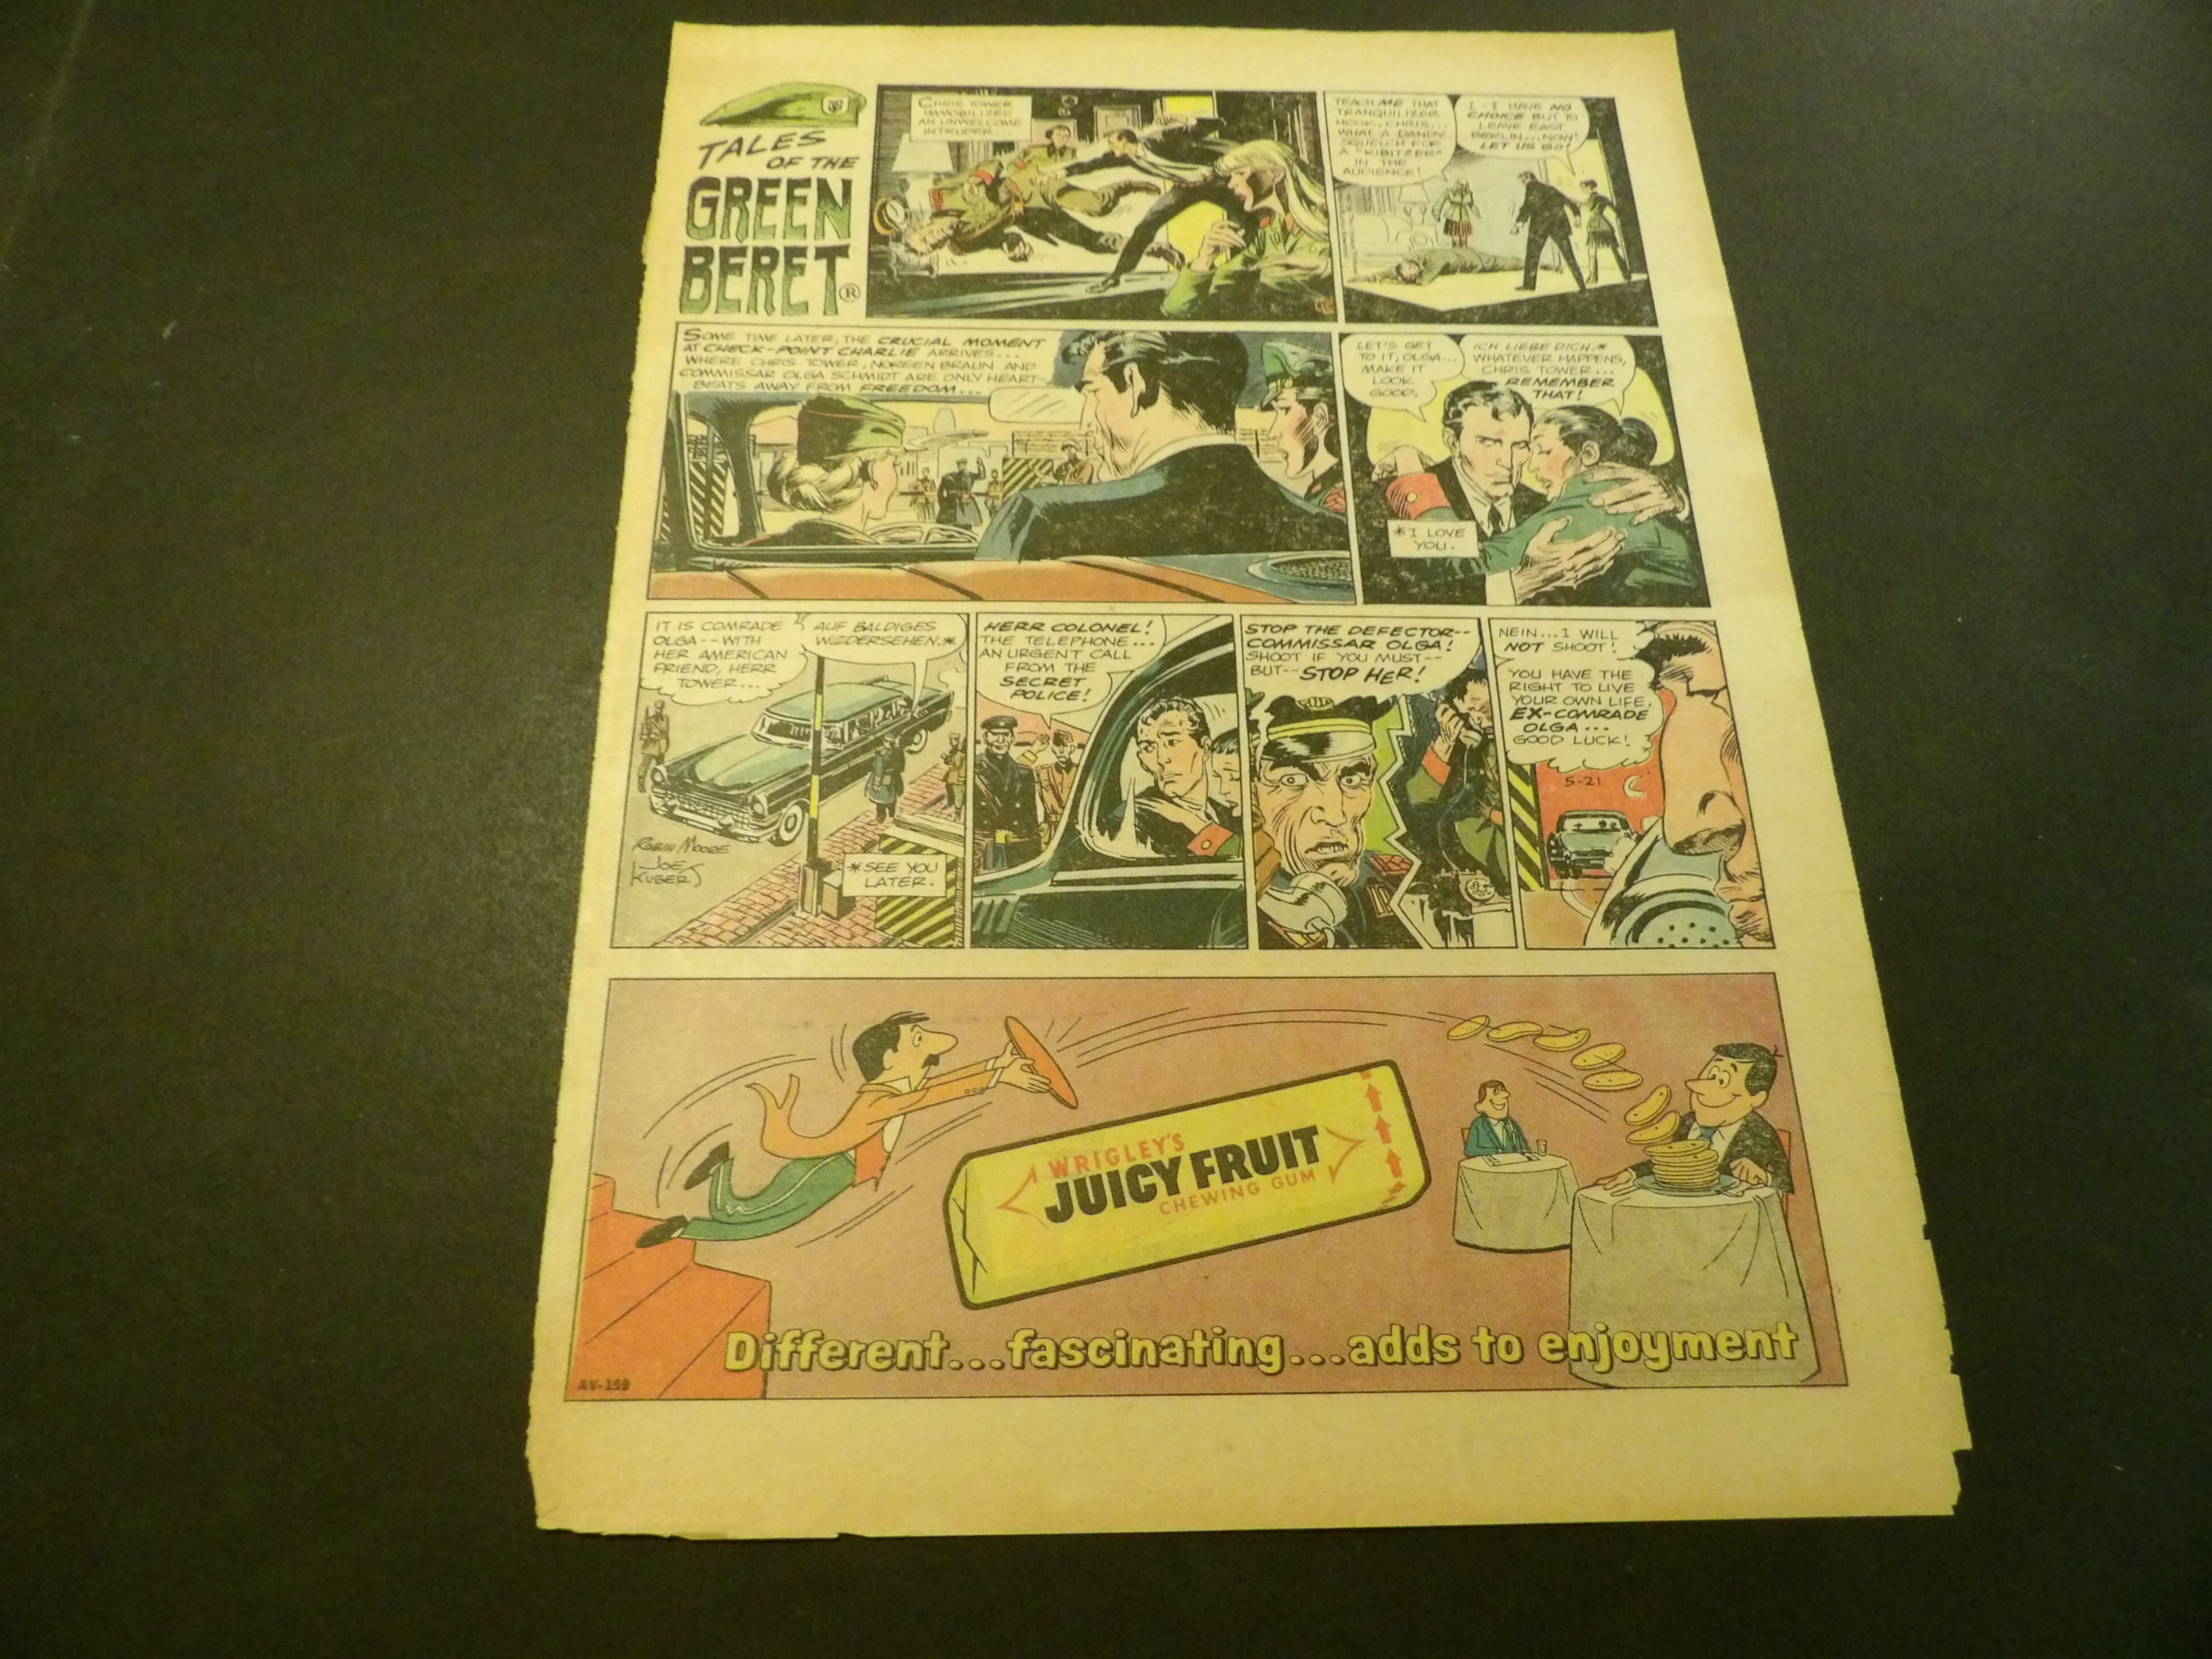 TALES
OF THE
GREEN
BERET®
CHRIS TOWER
IMMOBILIZES
AN UNWELCOME
INTRUDER...
TEACH ME THAT
TRANQUILIZER
HOOK, CHRIS...
WHAT A DANDY
SQUELCH FOR
A "KIBITZER"
IN THE
AUDIENCE!
I-I HAVE NO
CHOICE BUT TO
LEAVE EAST
BERLIN...NOW!
LET US GO!
SOME TIME LATER, THE CRUCIAL MOMENT
AT CHECK-POINT CHARLIE ARRIVES...
WHERE CHRIS TOWER, NOREEN BRAUN AND
COMMISSAR OLGA SCHMIDT ARE ONLY HEART
BEATS AWAY FROM FREEDOM...
LET'S GET
TO IT, OLGA...
MAKE IT
LOOK
GOOD.
ICH LIEBE DICH.*
WHATEVER HAPPENS,
CHRIS TOWER...
REMEMBER
THAT!
*I LOVE
YOU.
IT IS COMRADE
OLGA--WITH
HER AMERICAN
FRIEND, HERR
TOWER...
AUF BALDIGES
WIEDERSEHEN.*
ROBIN MOORE
JOE
KUBERT
*SEE YOU
LATER.
HERR COLONEL!
THE TELEPHONE...
AN URGENT CALL
FROM THE
SECRET
POLICE!
STOP THE DEFECTOR--
COMMISSAR OLGA!
SHOOT IF YOU MUST--
BUT--STOP HER!
NEIN...I WILL
NOT SHOOT!
YOU HAVE THE
RIGHT TO LIVE
YOUR OWN LIFE,
EX-COMRADE
OLGA...
GOOD LUCK!
5-21
WRIGLEY'S
JUICY FRUIT
CHEWING GUM
Different...fascinating...adds to enjoyment
AV-159